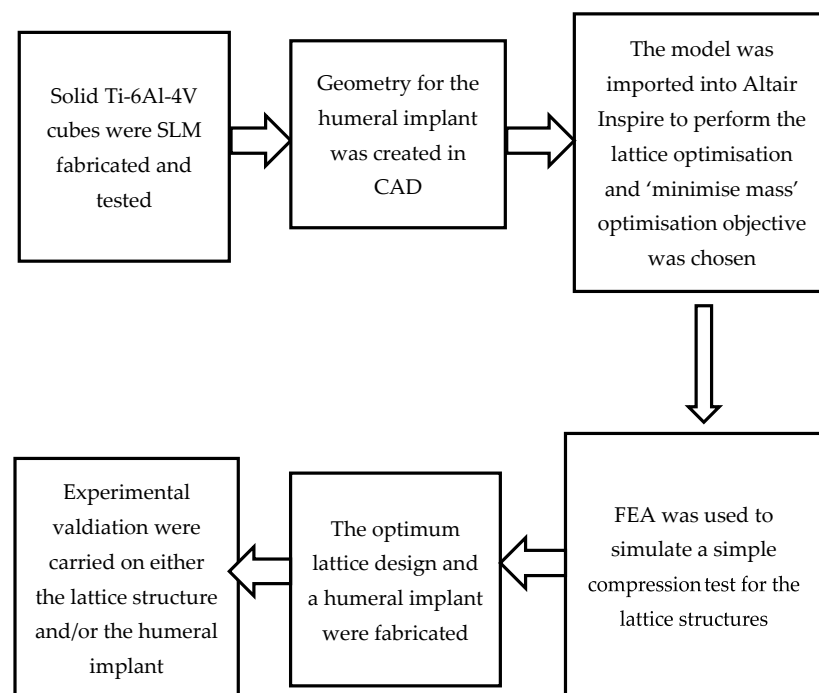 Solid Ti-6Al-4V
cubes were SLM
fabricated and
tested
Geometry for the
humeral implant
was created in
CAD
The model was
imported into Altair
Inspire to perform the
lattice optimisation
and ‘minimise mass’
optimisation objective
was chosen
FEA was used to
simulate a simple
compression test for the
lattice structures
The optimum
lattice design and
a humeral implant
were fabricated
Experimental
valdiation were
carried on either
the lattice structure
and/or the humeral
implant